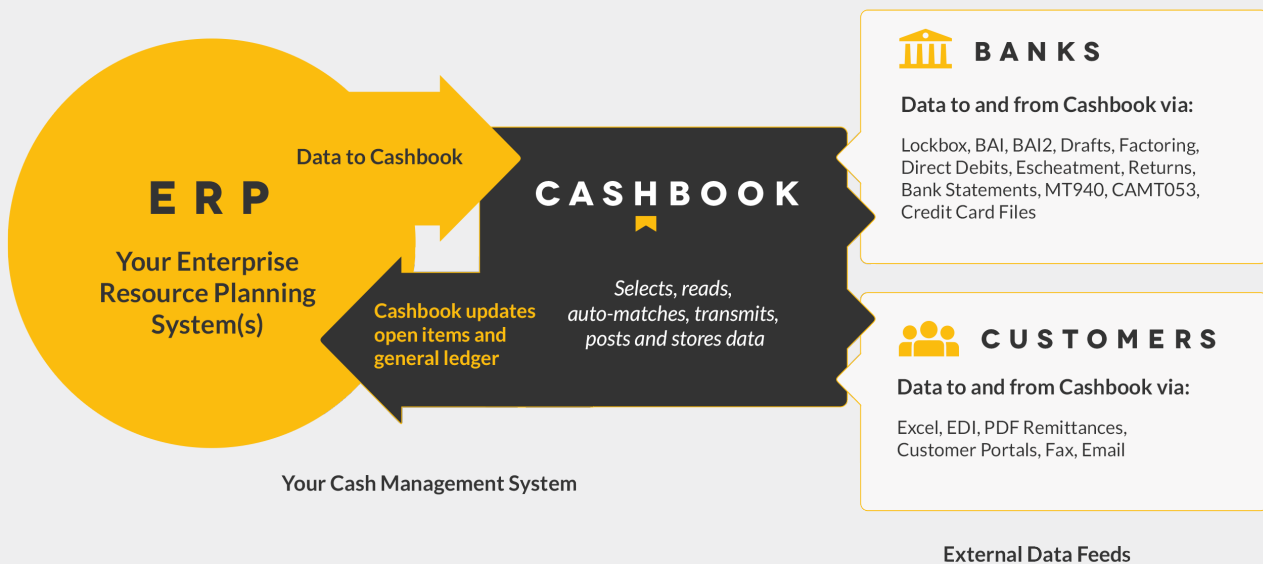 ERP
Your Enterprise
Resource Planning
System(s)
Data to Cashbook
Cashbook updates
open items and
general ledger
CASHBOOK
Selects, reads,
auto-matches, transmits,
posts and stores data
Your Cash Management System
BANKS
Data to and from Cashbook via:
Lockbox, BAI, BAI2, Drafts, Factoring,
Direct Debits, Escheatment, Returns,
Bank Statements, MT940, CAMT053,
Credit Card Files
CUSTOMERS
Data to and from Cashbook via:
Excel, EDI, PDF Remittances,
Customer Portals, Fax, Email
External Data Feeds